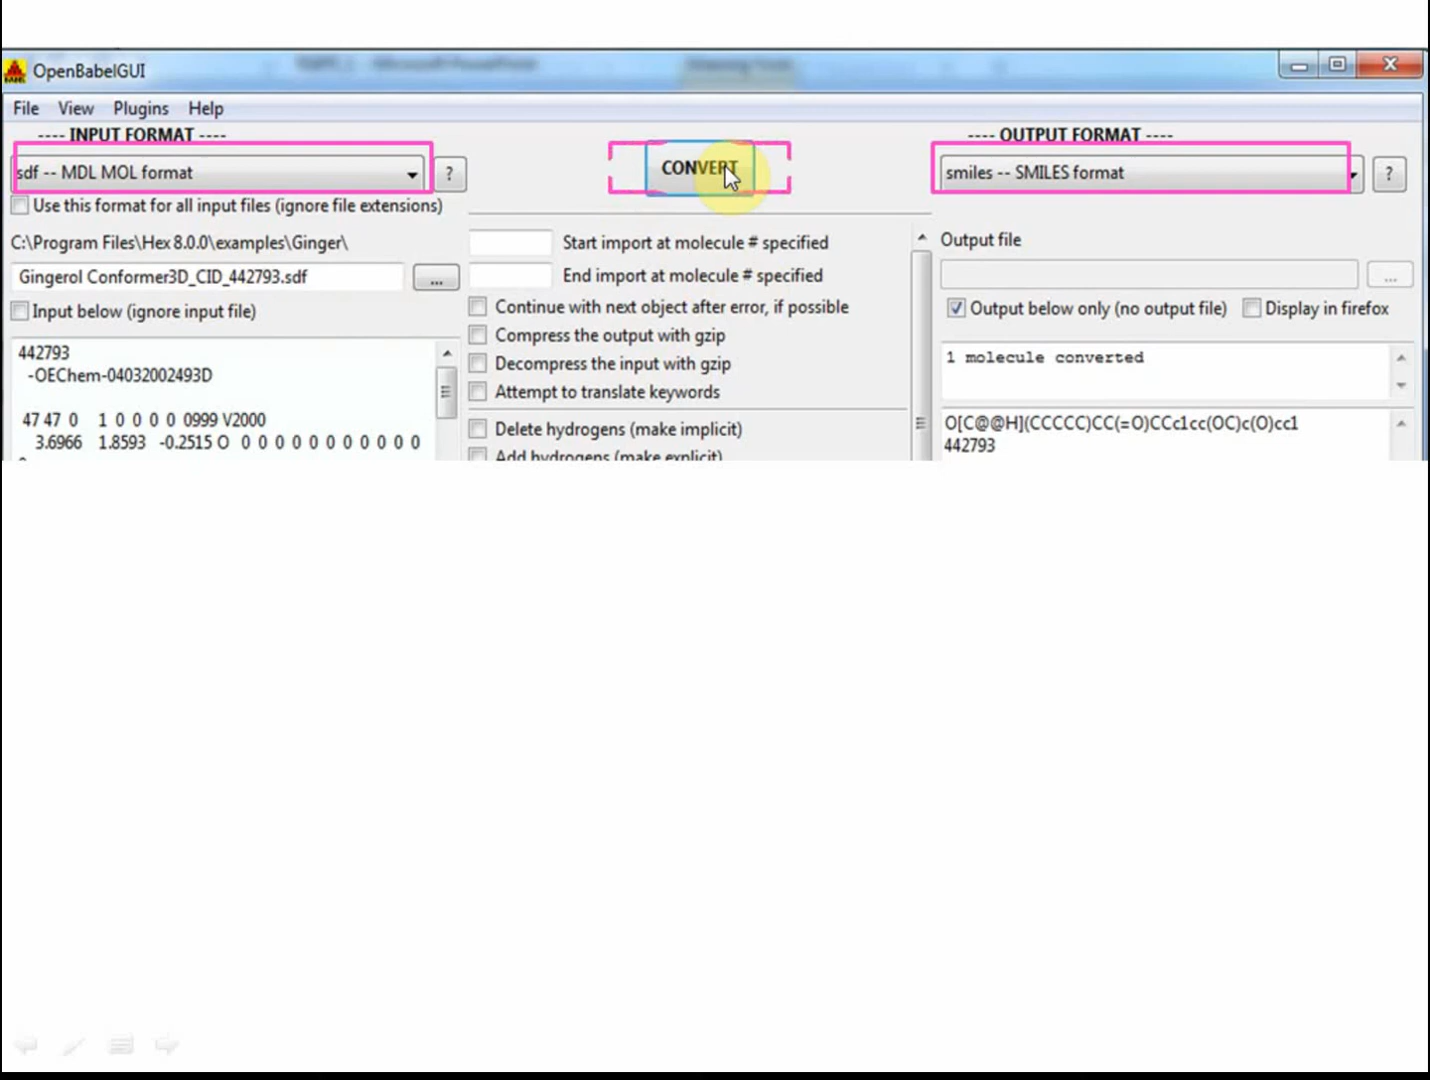 OpenBabelGUI
File View Plugins Help
---- INPUT FORMAT ----
sdf -- MDL MOL format
?
Use this format for all input files (ignore file extensions)
C:\Program Files\Hex 8.0.0\examples\Ginger\
Gingerol Conformer3D_CID_442793.sdf
...
Input below (ignore input file)
442793
-OEChem-04032002493D
47 47 0 1 0 0 0 0 0999 V2000
3.6966 1.8593 -0.2515 O 0 0 0 0 0 0 0 0 0 0 0
CONVERT
Start import at molecule # specified
End import at molecule # specified
Continue with next object after error, if possible
Compress the output with gzip
Decompress the input with gzip
Attempt to translate keywords
Delete hydrogens (make implicit)
Add hydrogens (make explicit)
---- OUTPUT FORMAT ----
smiles -- SMILES format
?
Output file
...
Output below only (no output file) Display in firefox
1 molecule converted
O[C@@H](CCCCC)CC(=O)CCc1cc(OC)c(O)cc1
442793